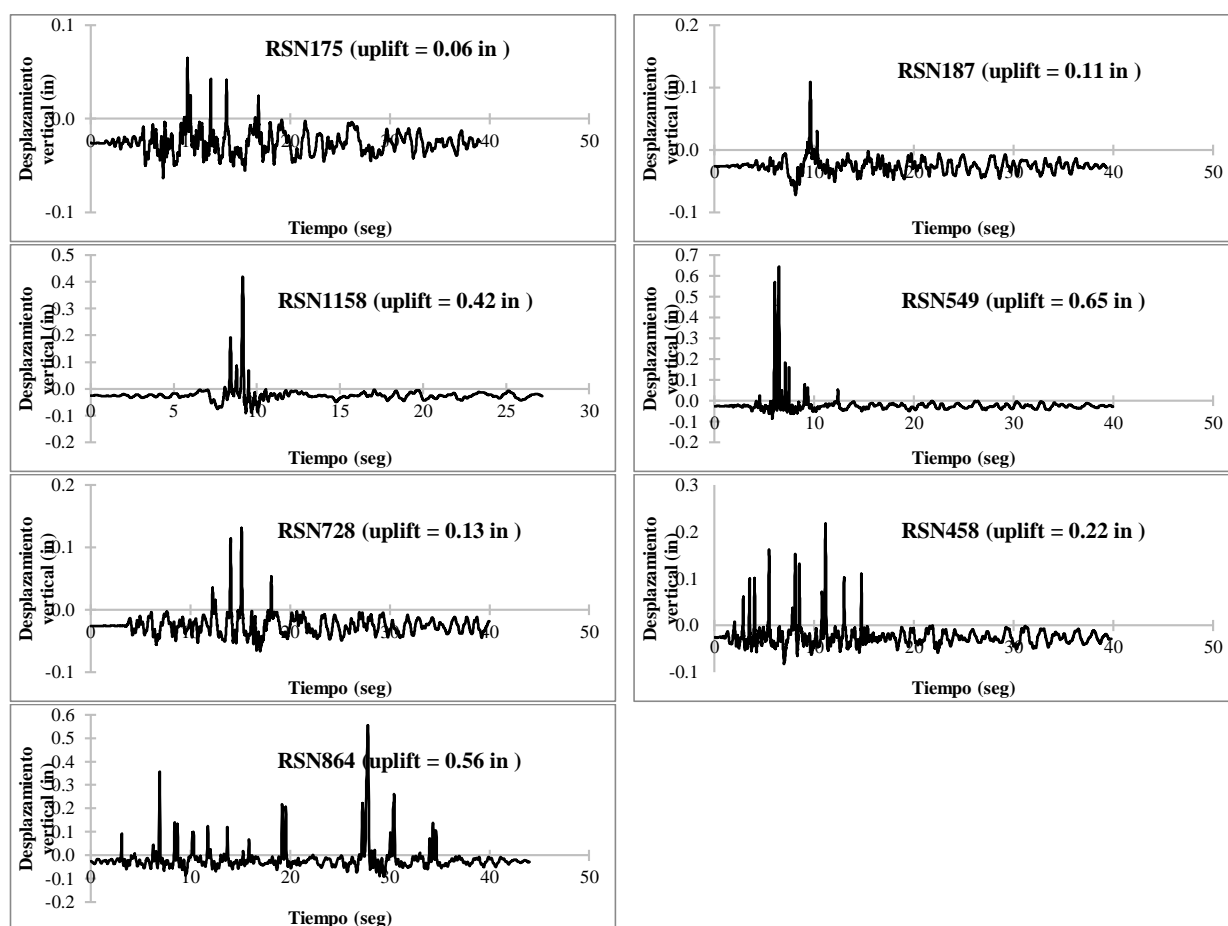 0.1
RSN175 (uplift = 0.06 in )
0.0
0 10 20 30 40 50
-0.1
Desplazamiento
vertical (in)
Tiempo (seg)
0.2
RSN187 (uplift = 0.11 in )
0.1
0.0
0 10 20 30 40 50
-0.1
Desplazamiento
vertical (in)
Tiempo (seg)
0.5
0.4
RSN1158 (uplift = 0.42 in )
0.3
0.2
0.1
0.0
0 5 10 15 20 25 30
-0.1
-0.2
Desplazamiento
vertical (in)
Tiempo (seg)
0.7
0.6
RSN549 (uplift = 0.65 in )
0.5
0.4
0.3
0.2
0.1
0.0
0 10 20 30 40 50
-0.1
-0.2
Desplazamiento
vertical (in)
Tiempo (seg)
0.2
RSN728 (uplift = 0.13 in )
0.1
0.0
0 10 20 30 40 50
-0.1
Desplazamiento
vertical (in)
Tiempo (seg)
0.3
RSN458 (uplift = 0.22 in )
0.2
0.1
0.0
0 10 20 30 40 50
-0.1
Desplazamiento
vertical (in)
Tiempo (seg)
0.6
0.5
RSN864 (uplift = 0.56 in )
0.4
0.3
0.2
0.1
0.0
0 10 20 30 40 50
-0.1
-0.2
Desplazamiento
vertical (in)
Tiempo (seg)